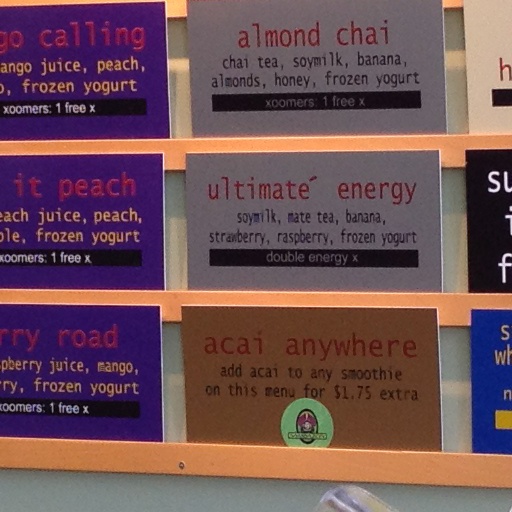 go calling
ango juice, peach,
o, frozen yogurt
xoomers: 1 free x
almond chai
chai tea, soymilk, banana,
almonds, honey, frozen yogurt
xoomers: 1 free x
h
it peach
each juice, peach,
ple, frozen yogurt
xoomers: 1 free x
ultimate´ energy
soymilk, mate tea, banana,
strawberry, raspberry, frozen yogurt
double energy x
su
i
f
rry road
spberry juice, mango,
rry, frozen yogurt
xoomers: 1 free x
acai anywhere
add acai to any smoothie
on this menu for $1.75 extra
s
wh
n